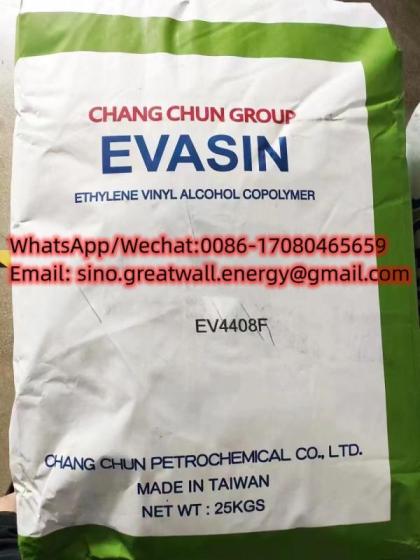 CHANG CHUN GROUP
EVASIN
ETHYLENE VINYL ALCOHOL COPOLYMER
WhatsApp/Wechat:0086-17080465659
Email: sino.greatwall.energy@gmail.com
EV4408F
CHANG CHUN PETROCHEMICAL CO., LTD.
MADE IN TAIWAN
NET WT : 25KGS